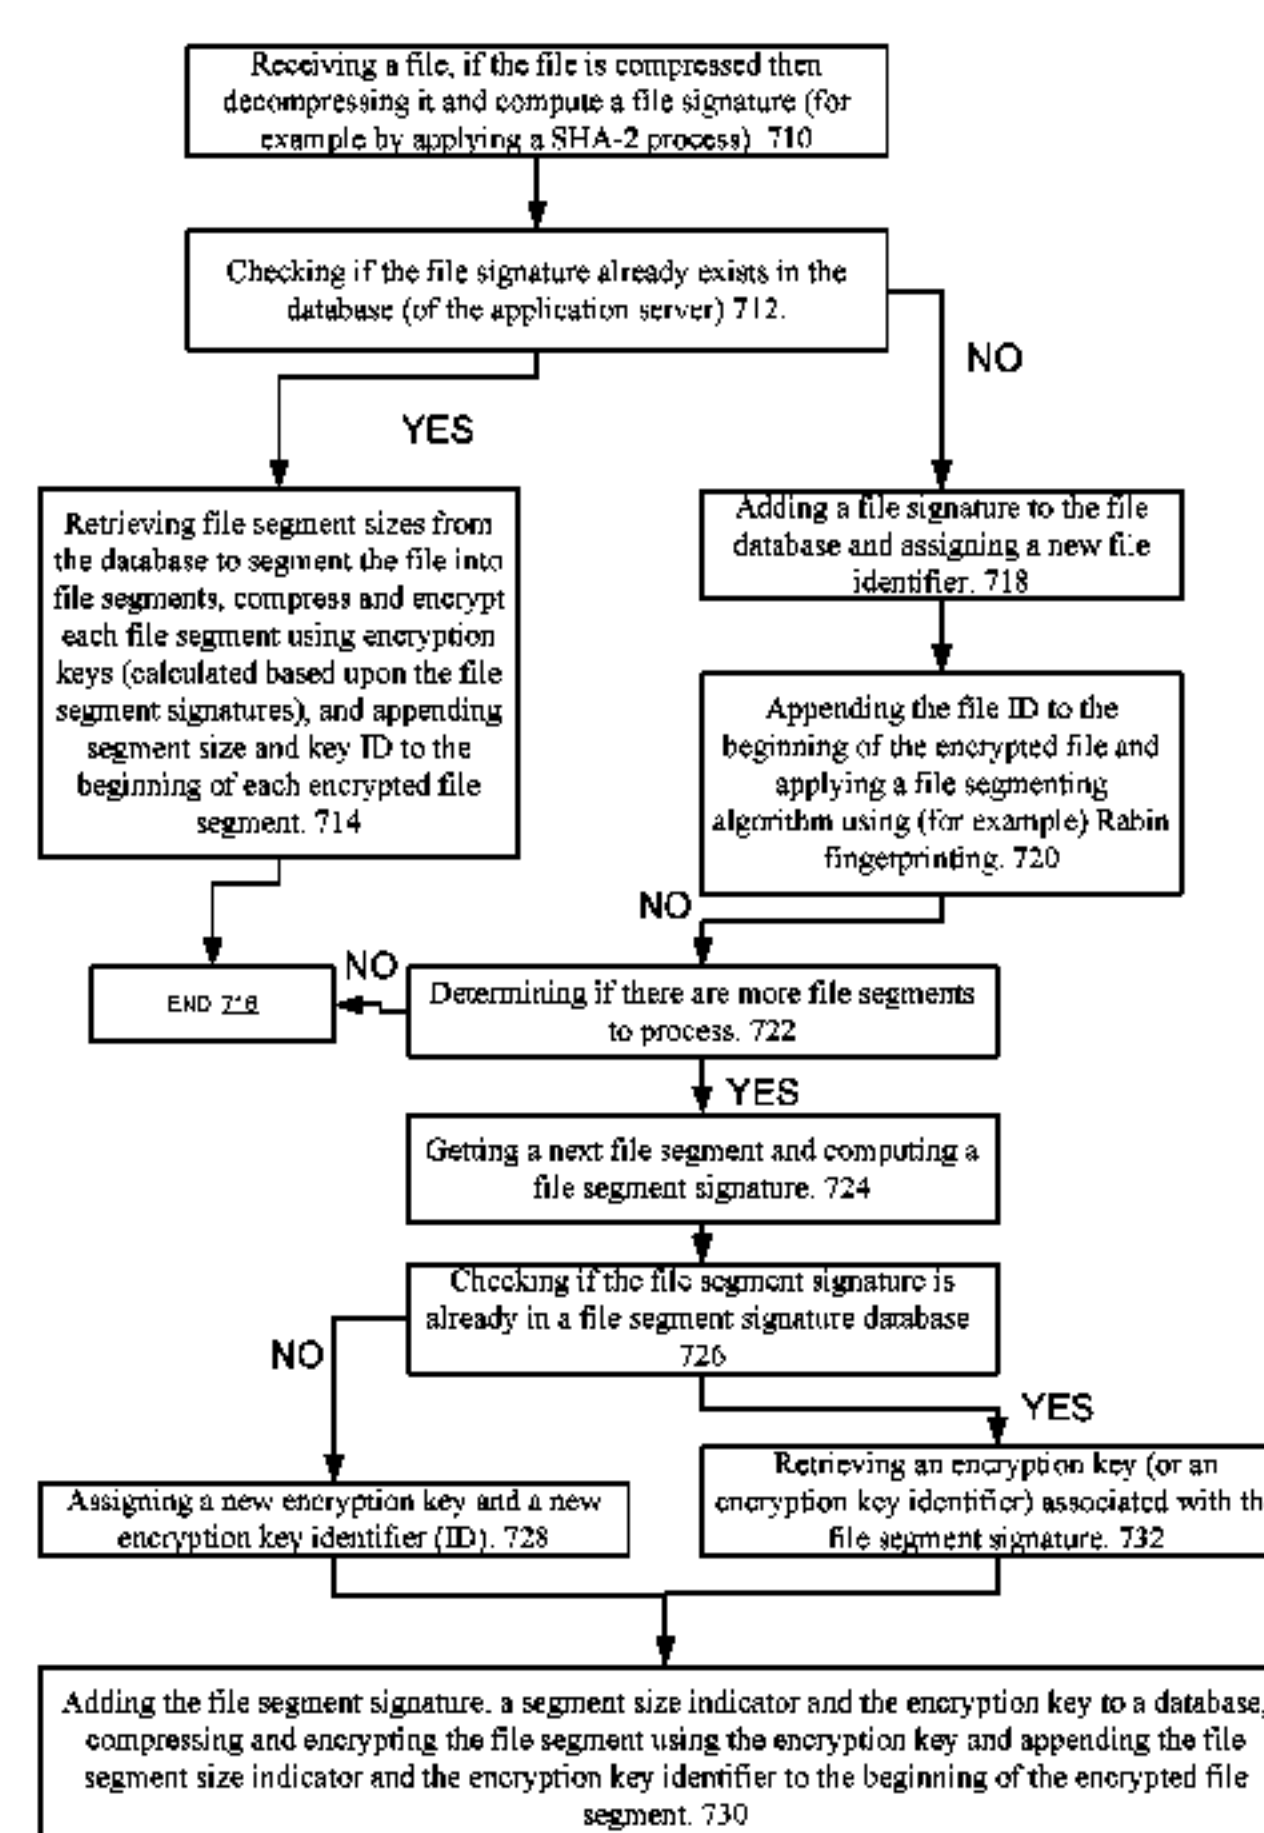 Receiving a file, if the file is compressed then
decompressing it and compute a file signature (for
example by applying a SHA-2 process) 710
Checking if the file signature already exists in the
database (of the application server) 712.
NO
YES
Retrieving file segment sizes from
the database to segment the file into
file segments, compress and encrypt
each file segment using encryption
keys (calculated based upon the file
segment signatures), and appending
segment size and key ID to the
beginning of each encrypted file
segment. 714
Adding a file signature to the file
database and assigning a new file
identifier. 718
Appending the file ID to the
beginning of the encrypted file and
applying a file segmenting
algorithm using (for example) Rabin
fingerprinting. 720
NO
NO
END 716
Determining if there are more file segments
to process. 722
YES
Getting a next file segment and computing a
file segment signature. 724
Checking if the file segment signature is
already in a file segment signature database
726
NO
YES
Assigning a new encryption key and a new
encryption key identifier (ID). 728
Retrieving an encryption key (or an
encryption key identifier) associated with th
file segment signature. 732
Adding the file segment signature, a segment size indicator and the encryption key to a database,
compressing and encrypting the file segment using the encryption key and appending the file
segment size indicator and the encryption key identifier to the beginning of the encrypted file
segment. 730